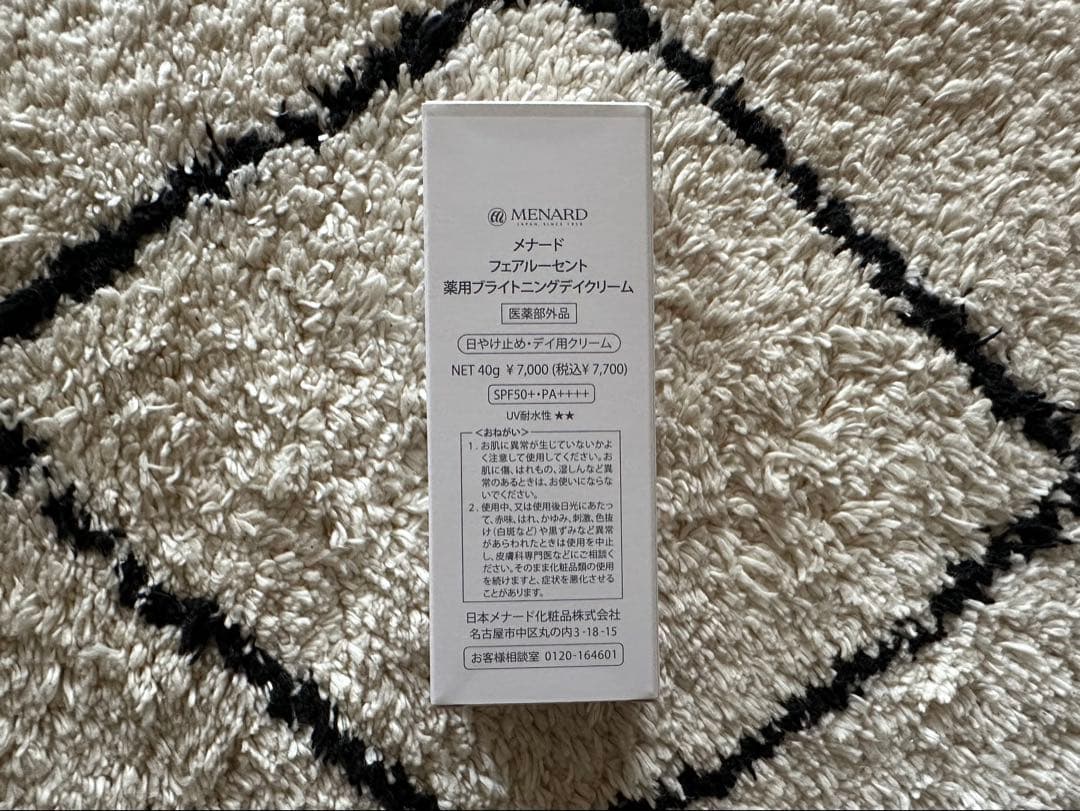 MENARD
JAPAN, SINCE 1959
メナード
フェアルーセント
薬用ブライトニングデイクリーム
医薬部外品
日やけ止め・デイ用クリーム
NET 40g ¥7,000 (税込¥7,700)
SPF50+・PA++++
UV耐水性 ★★
<おねがい>
1. お肌に異常が生じていないかよ
く注意して使用してください。お
肌に傷、はれもの、湿しんなど異
常のあるときは、お使いにならな
いでください。
2. 使用中、又は使用後日光にあたっ
て、赤味、はれ、かゆみ、刺激、色抜
け(白斑など)や黒ずみなど異常
があらわれたときは使用を中止
し、皮膚科専門医などにご相談く
ださい。そのまま化粧品類の使用
を続けますと、症状を悪化させる
ことがあります。
日本メナード化粧品株式会社
名古屋市中区丸の内3-18-15
お客様相談室 0120-164601